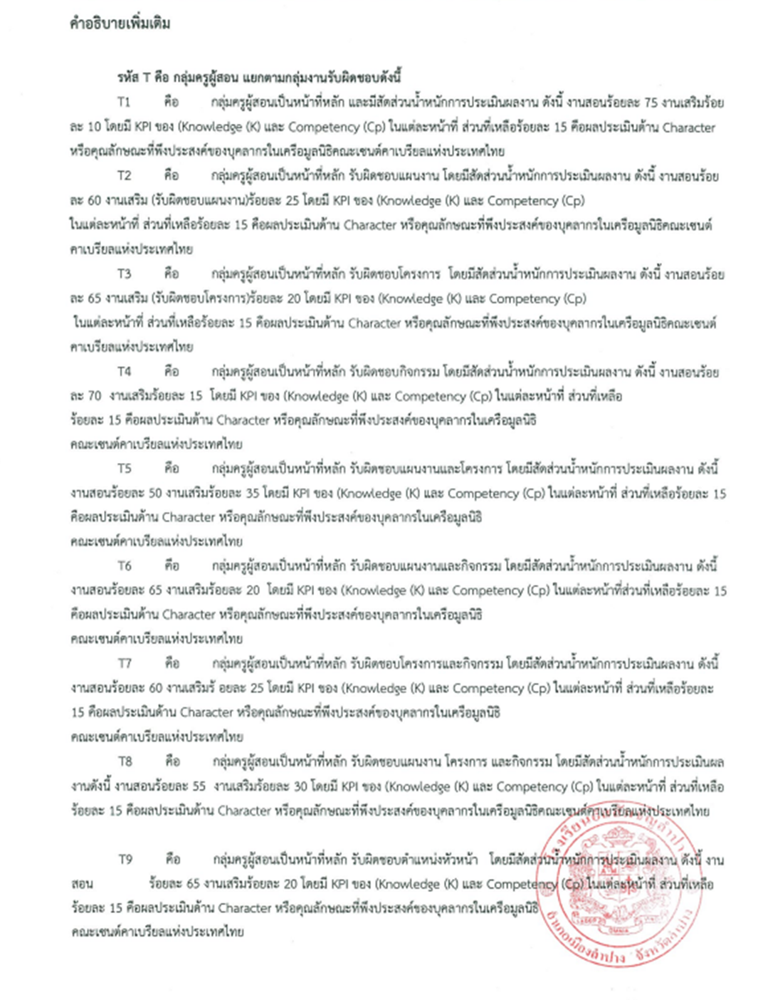 คำอธิบายเพิ่มเติม
รหัส T คือ กลุ่มครูผู้สอน แยกตามกลุ่มงานรับผิดชอบดังนี้
T1 คือ กลุ่มครูผู้สอนเป็นหน้าที่หลัก และมีสัดส่วนน้ำหนักการประเมินผลงาน ดังนี้ งานสอนร้อยละ 75 งานเสริมร้อย
ละ 10 โดยมี KPI ของ (Knowledge (K) และ Competency (Cp) ในแต่ละหน้าที่ ส่วนที่เหลือร้อยละ 15 คือผลประเมินด้าน Character
หรือคุณลักษณะที่พึงประสงค์ของบุคลากรในเครือมูลนิธิคณะเซนต์คาเบรียลแห่งประเทศไทย
T2 คือ กลุ่มครูผู้สอนเป็นหน้าที่หลัก รับผิดชอบแผนงาน โดยมีสัดส่วนน้ำหนักการประเมินผลงาน ดังนี้ งานสอนร้อย
ละ 60 งานเสริม (รับผิดชอบแผนงาน)ร้อยละ 25 โดยมี KPI ของ (Knowledge (K) และ Competency (Cp)
ในแต่ละหน้าที่ ส่วนที่เหลือร้อยละ 15 คือผลประเมินด้าน Character หรือคุณลักษณะที่พึงประสงค์ของบุคลากรในเครือมูลนิธิคณะเซนต์
คาเบรียลแห่งประเทศไทย
T3 คือ กลุ่มครูผู้สอนเป็นหน้าที่หลัก รับผิดชอบโครงการ โดยมีสัดส่วนน้ำหนักการประเมินผลงาน ดังนี้ งานสอนร้อย
ละ 65 งานเสริม (รับผิดชอบโครงการ)ร้อยละ 20 โดยมี KPI ของ (Knowledge (K) และ Competency (Cp)
ในแต่ละหน้าที่ ส่วนที่เหลือร้อยละ 15 คือผลประเมินด้าน Character หรือคุณลักษณะที่พึงประสงค์ของบุคลากรในเครือมูลนิธิคณะเซนต์
คาเบรียลแห่งประเทศไทย
T4 คือ กลุ่มครูผู้สอนเป็นหน้าที่หลัก รับผิดชอบกิจกรรม โดยมีสัดส่วนน้ำหนักการประเมินผลงาน ดังนี้ งานสอนร้อย
ละ 70 งานเสริมร้อยละ 15 โดยมี KPI ของ (Knowledge (K) และ Competency (Cp) ในแต่ละหน้าที่ ส่วนที่เหลือ
ร้อยละ 15 คือผลประเมินด้าน Character หรือคุณลักษณะที่พึงประสงค์ของบุคลากรในเครือมูลนิธิ
คณะเซนต์คาเบรียลแห่งประเทศไทย
T5 คือ กลุ่มครูผู้สอนเป็นหน้าที่หลัก รับผิดชอบแผนงานและโครงการ โดยมีสัดส่วนน้ำหนักการประเมินผลงาน ดังนี้
งานสอนร้อยละ 50 งานเสริมร้อยละ 35 โดยมี KPI ของ (Knowledge (K) และ Competency (Cp) ในแต่ละหน้าที่ ส่วนที่เหลือร้อยละ 15
คือผลประเมินด้าน Character หรือคุณลักษณะที่พึงประสงค์ของบุคลากรในเครือมูลนิธิ
คณะเซนต์คาเบรียลแห่งประเทศไทย
T6 คือ กลุ่มครูผู้สอนเป็นหน้าที่หลัก รับผิดชอบแผนงานและกิจกรรม โดยมีสัดส่วนน้ำหนักการประเมินผลงาน ดังนี้
งานสอนร้อยละ 65 งานเสริมร้อยละ 20 โดยมี KPI ของ (Knowledge (K) และ Competency (Cp) ในแต่ละหน้าที่ส่วนที่เหลือร้อยละ 15
คือผลประเมินด้าน Character หรือคุณลักษณะที่พึงประสงค์ของบุคลากรในเครือมูลนิธิ
คณะเซนต์คาเบรียลแห่งประเทศไทย
T7 คือ กลุ่มครูผู้สอนเป็นหน้าที่หลัก รับผิดชอบโครงการและกิจกรรม โดยมีสัดส่วนน้ำหนักการประเมินผลงาน ดังนี้
งานสอนร้อยละ 60 งานเสริมร้ อยละ 25 โดยมี KPI ของ (Knowledge (K) และ Competency (Cp) ในแต่ละหน้าที่ ส่วนที่เหลือร้อยละ
15 คือผลประเมินด้าน Character หรือคุณลักษณะที่พึงประสงค์ของบุคลากรในเครือมูลนิธิ
คณะเซนต์คาเบรียลแห่งประเทศไทย
T8 คือ กลุ่มครูผู้สอนเป็นหน้าที่หลัก รับผิดชอบแผนงาน โครงการ และกิจกรรม โดยมีสัดส่วนน้ำหนักการประเมินผล
งานดังนี้ งานสอนร้อยละ 55 งานเสริมร้อยละ 30 โดยมี KPI ของ (Knowledge (K) และ Competency (Cp) ในแต่ละหน้าที่ ส่วนที่เหลือ
ร้อยละ 15 คือผลประเมินด้าน Character หรือคุณลักษณะที่พึงประสงค์ของบุคลากรในเครือมูลนิธิคณะเซนต์คาเบรียลแห่งประเทศไทย
T9 คือ กลุ่มครูผู้สอนเป็นหน้าที่หลัก รับผิดชอบตำแหน่งหัวหน้า โดยมีสัดส่วนน้ำหนักการประเมินผลงาน ดังนี้ งาน
สอน ร้อยละ 65 งานเสริมร้อยละ 20 โดยมี KPI ของ (Knowledge (K) และ Competency (Cp) ในแต่ละหน้าที่ ส่วนที่เหลือ
ร้อยละ 15 คือผลประเมินด้าน Character หรือคุณลักษณะที่พึงประสงค์ของบุคลากรในเครือมูลนิธิ
คณะเซนต์คาเบรียลแห่งประเทศไทย
อำเภอเมืองลำปาง จังหวัดลำปาง